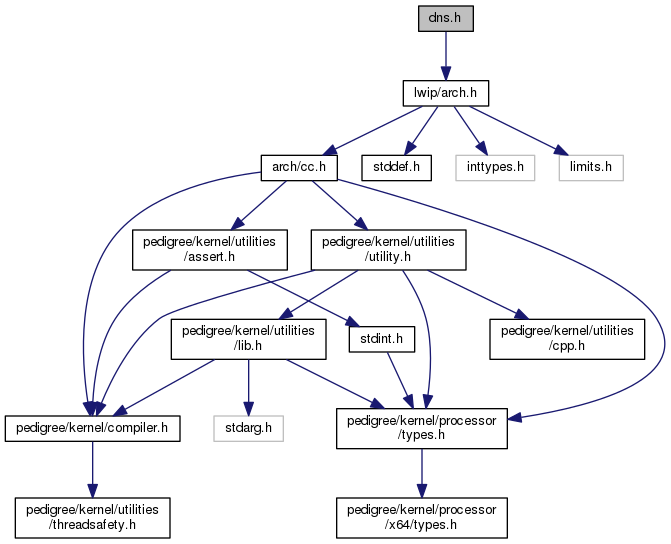 dns.h
lwip/arch.h
arch/cc.h
stddef.h
inttypes.h
limits.h
pedigree/kernel/utilities
/assert.h
pedigree/kernel/utilities
/utility.h
pedigree/kernel/utilities
/lib.h
stdint.h
pedigree/kernel/utilities
/cpp.h
pedigree/kernel/compiler.h
stdarg.h
pedigree/kernel/processor
/types.h
pedigree/kernel/utilities
/threadsafety.h
pedigree/kernel/processor
/x64/types.h